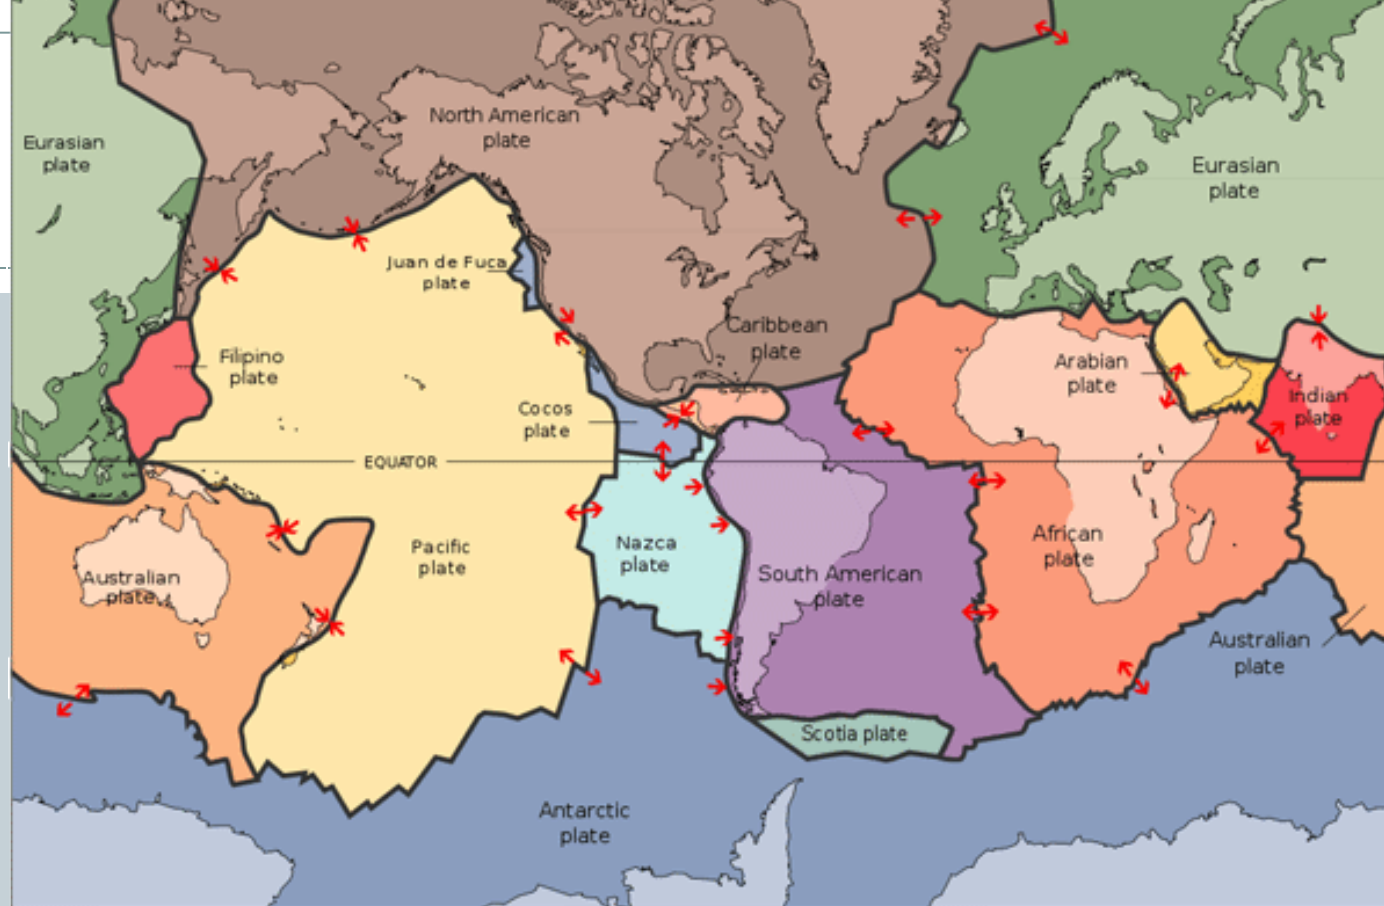 North American
plate
Eurasian
plate
Eurasian
plate
Juan de Fuca
plate
Caribbean
plate
Filipino
plate
Arabian
plate
Indian
plate
Cocos
plate
EQUATOR
African
plate
Nazca
plate
Pacific
plate
Australian
plate
South American
plate
Australian
plate
Scotia plate
Antarctic
plate